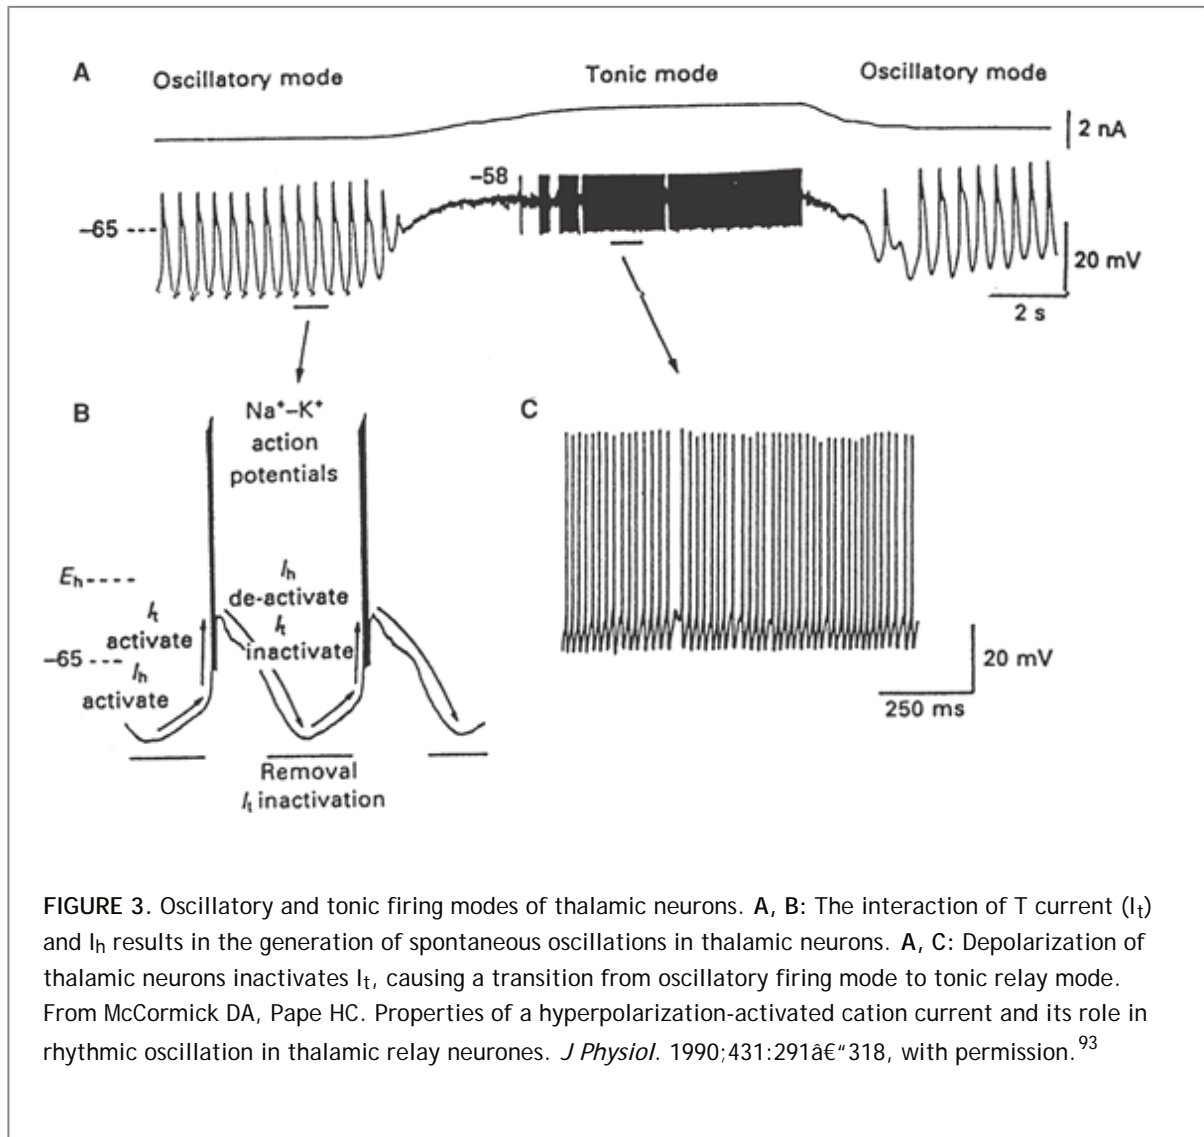 A
Oscillatory mode
Tonic mode
Oscillatory mode
2 nA
-58
-65
20 mV
2 s
B
Na⁺–K⁺
action
potentials
C
Eh
Ih
de-activate
It
activate
It
inactivate
-65
Ih
activate
20 mV
250 ms
Removal
It inactivation
FIGURE 3. Oscillatory and tonic firing modes of thalamic neurons. A, B: The interaction of T current (It)
and Ih results in the generation of spontaneous oscillations in thalamic neurons. A, C: Depolarization of
thalamic neurons inactivates It, causing a transition from oscillatory firing mode to tonic relay mode.
From McCormick DA, Pape HC. Properties of a hyperpolarization-activated cation current and its role in
rhythmic oscillation in thalamic relay neurones. J Physiol. 1990;431:291â€“318, with permission.93